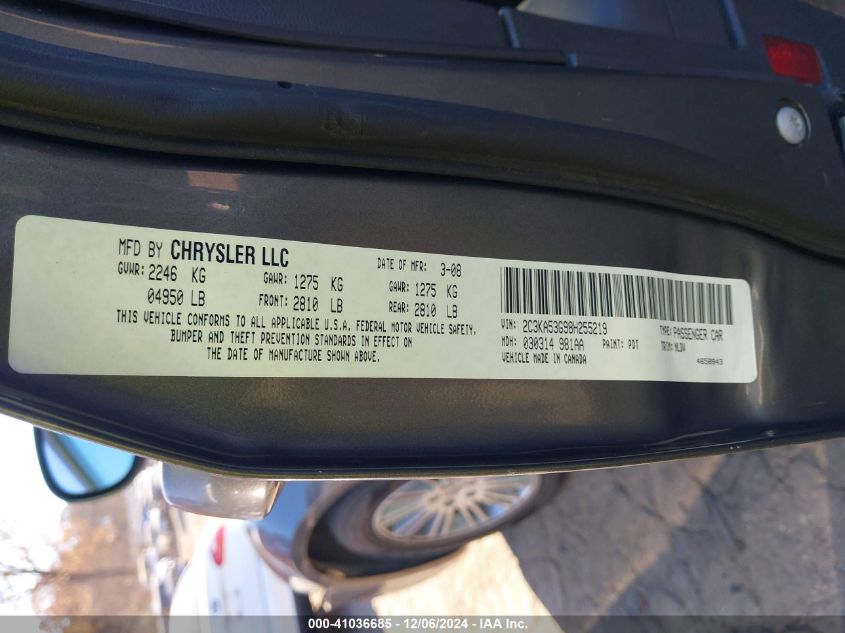 MFD BY CHRYSLER LLC DATE OF MFR: 3-08
GVWR: 2246 KG GAWR: 1275 KG GAWR: 1275 KG
04950 LB FRONT: 2810 LB REAR: 2810 LB
THIS VEHICLE CONFORMS TO ALL APPLICABLE U.S.A. FEDERAL MOTOR VEHICLE SAFETY,
BUMPER AND THEFT PREVENTION STANDARDS IN EFFECT ON
THE DATE OF MANUFACTURE SHOWN ABOVE.
VIN: 2C3KA53G98H255219 TYPE: PASSENGER CAR
MDH: 030314 981AA PAINT: PDT TRIM: MLDV
VEHICLE MADE IN CANADA 4650843
000-41036685 / 12/06/2024 - IAA Inc.